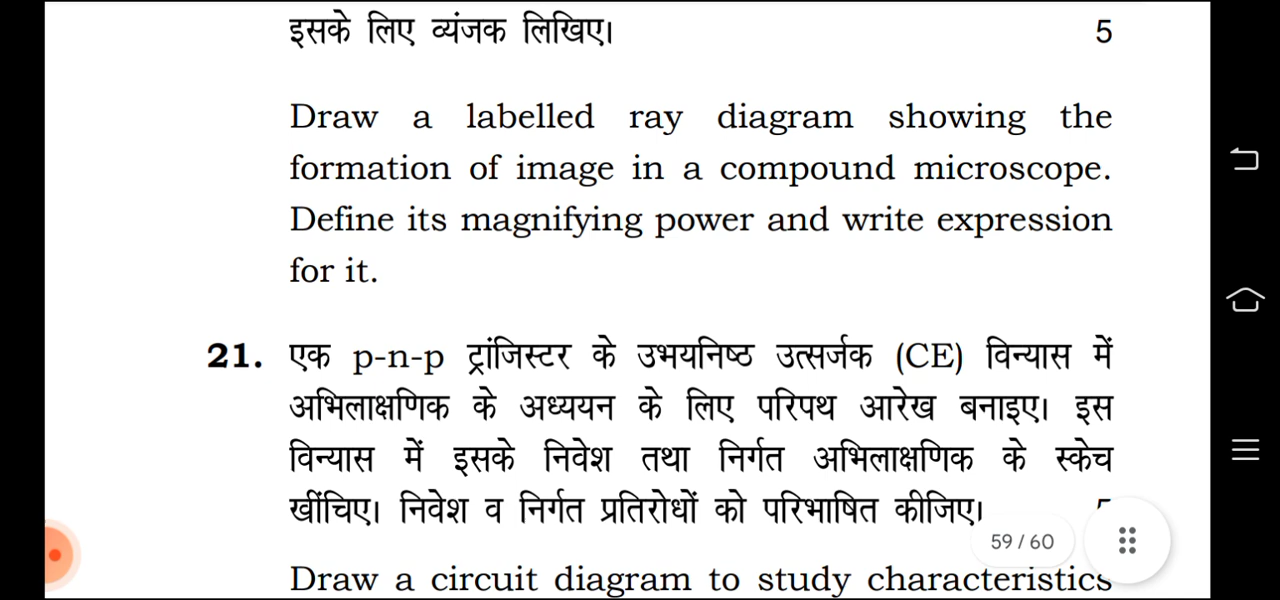 इसके लिए व्यंजक लिखिए। 5
Draw a labelled ray diagram showing the
formation of image in a compound microscope.
Define its magnifying power and write expression
for it.
21. एक p-n-p ट्रांजिस्टर के उभयनिष्ठ उत्सर्जक (CE) विन्यास में
अभिलाक्षणिक के अध्ययन के लिए परिपथ आरेख बनाइए। इस
विन्यास में इसके निवेश तथा निर्गत अभिलाक्षणिक के स्केच
खींचिए। निवेश व निर्गत प्रतिरोधों को परिभाषित कीजिए।
59 / 60
Draw a circuit diagram to study characteristics